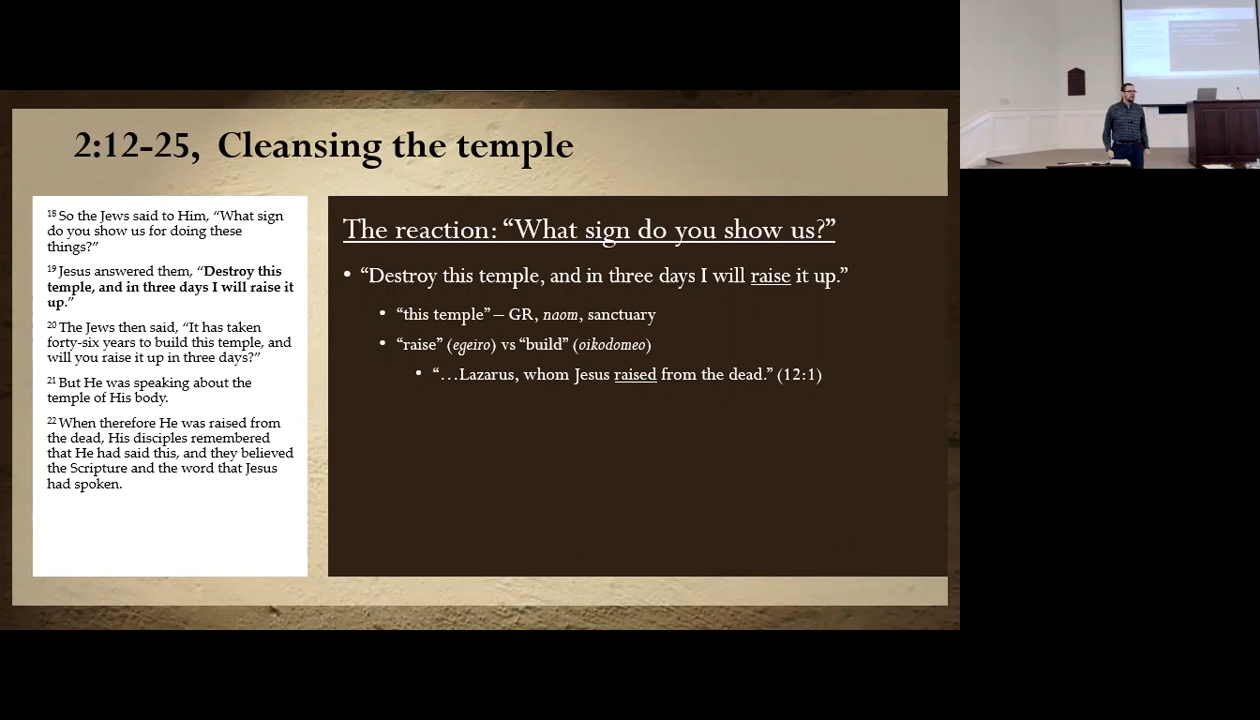 2:12-25, Cleansing the temple
18 So the Jews said to Him, “What sign
do you show us for doing these
things?”
19 Jesus answered them, “Destroy this
temple, and in three days I will raise it
up.”
20 The Jews then said, “It has taken
forty-six years to build this temple, and
will you raise it up in three days?”
21 But He was speaking about the
temple of His body.
22 When therefore He was raised from
the dead, His disciples remembered
that He had said this, and they believed
the Scripture and the word that Jesus
had spoken.
The reaction: “What sign do you show us?”
• “Destroy this temple, and in three days I will raise it up.”
• “this temple” – GR, naom, sanctuary
• “raise” (egeiro) vs “build” (oikodomeo)
• “…Lazarus, whom Jesus raised from the dead.” (12:1)